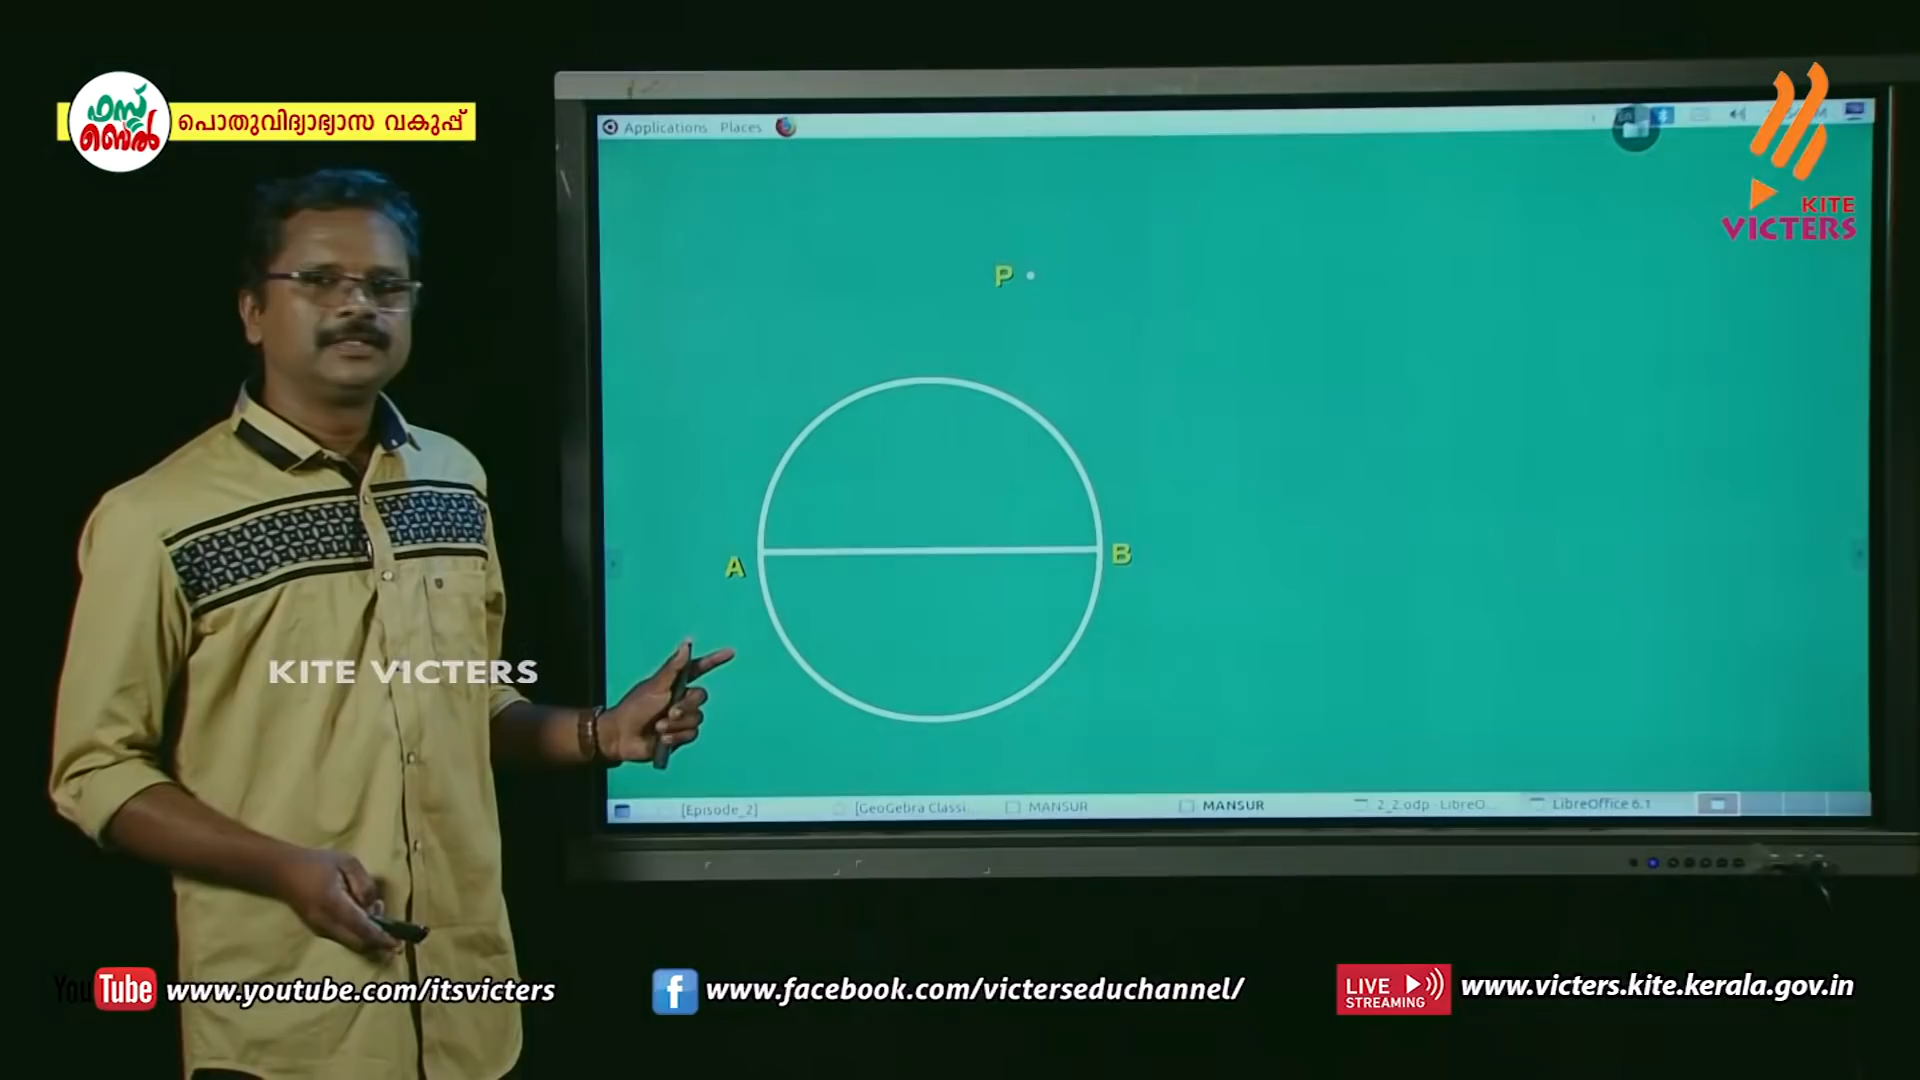 ഫസ്റ്റ്
ബെൽ
പൊതുവിദ്യാഭ്യാസ വകുപ്പ്
Applications Places
KITE
VICTERS
P
A
B
KITE VICTERS
[Episode_2]
[GeoGebra Classi...
MANSUR
MANSUR
2_2.odp - LibreO...
LibreOffice 6.1
YouTube www.youtube.com/itsvicters
f www.facebook.com/victerseduchannel/
LIVE STREAMING www.victers.kite.kerala.gov.in